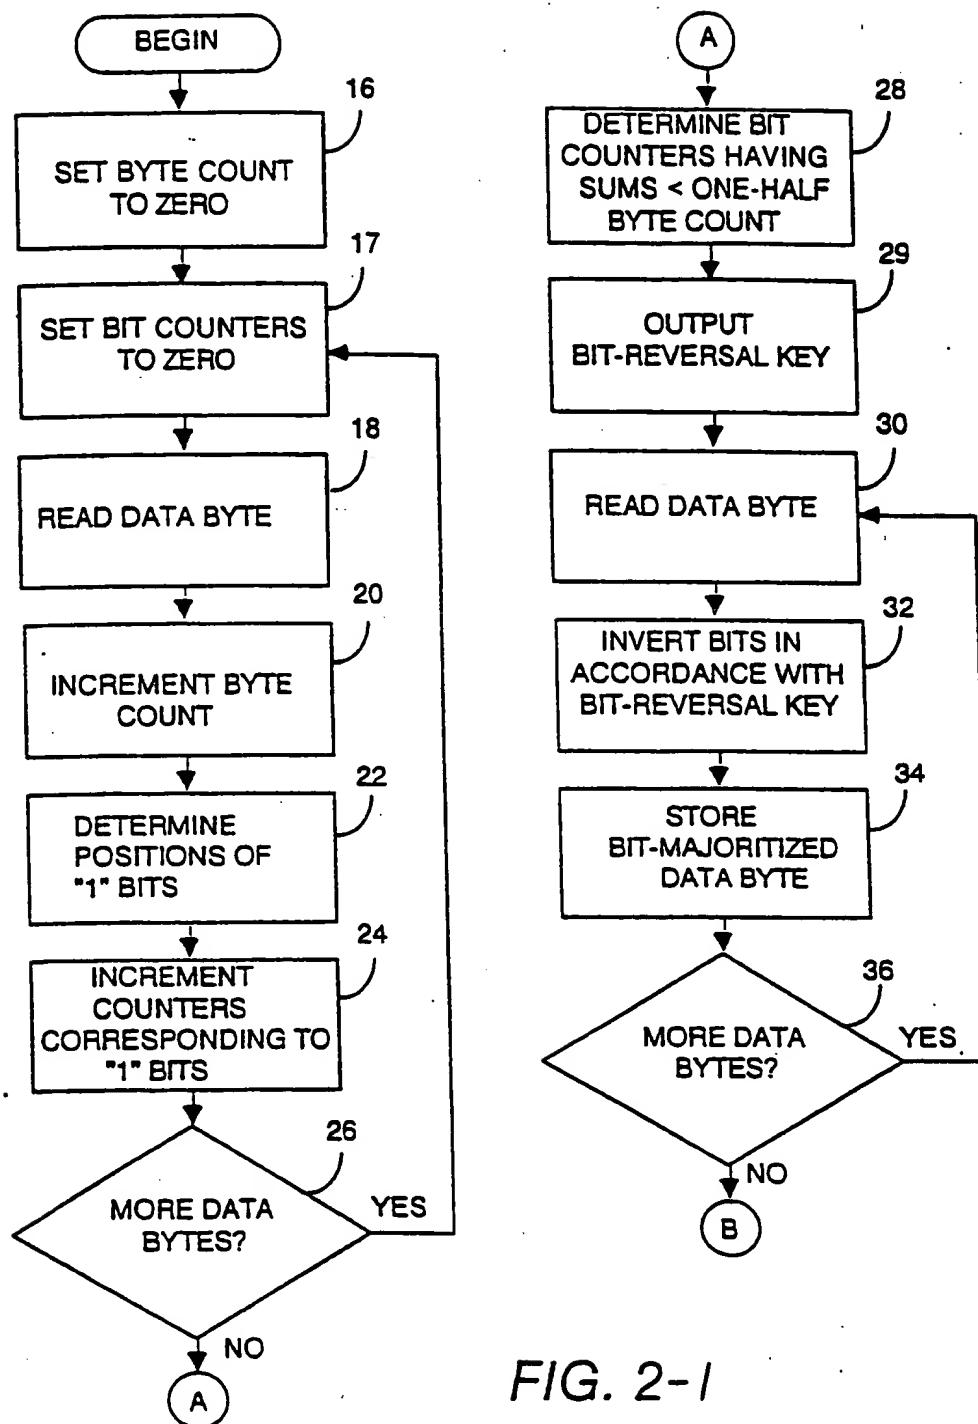 BEGIN
16
SET BYTE COUNT
TO ZERO
17
SET BIT COUNTERS
TO ZERO
18
READ DATA BYTE
20
INCREMENT BYTE
COUNT
22
DETERMINE
POSITIONS OF
"1" BITS
24
INCREMENT
COUNTERS
CORRESPONDING TO
"1" BITS
26
MORE DATA
BYTES?
YES
NO
A
A
28
DETERMINE BIT
COUNTERS HAVING
SUMS < ONE-HALF
BYTE COUNT
29
OUTPUT
BIT-REVERSAL KEY
30
READ DATA BYTE
32
INVERT BITS IN
ACCORDANCE WITH
BIT-REVERSAL KEY
34
STORE
BIT-MAJORITIZED
DATA BYTE
36
MORE DATA
BYTES?
YES
NO
B
FIG. 2-1